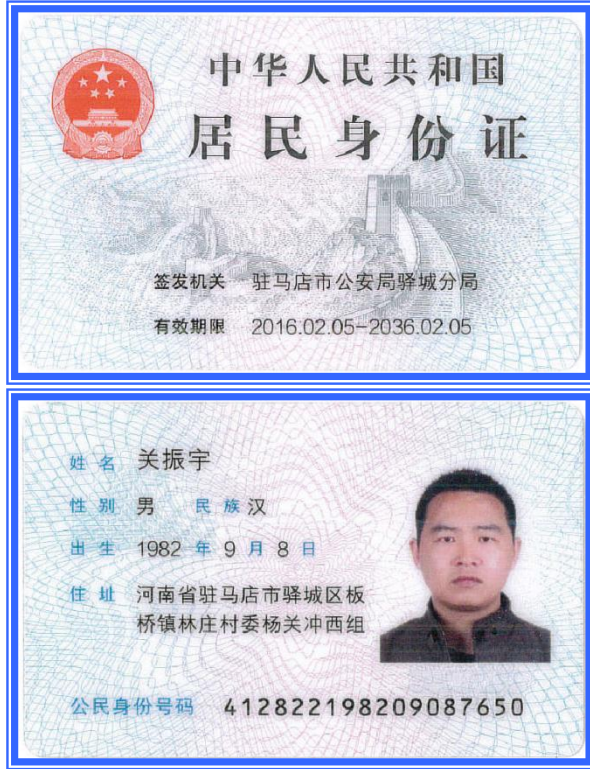 中华人民共和国
居民身份证
签发机关 驻马店市公安局驿城分局
有效期限 2016.02.05-2036.02.05
姓名 关振宇
性别 男 民族 汉
出生 1982 年 9 月 8 日
住址 河南省驻马店市驿城区板
桥镇林庄村委杨关冲西组
公民身份号码 412822198209087650